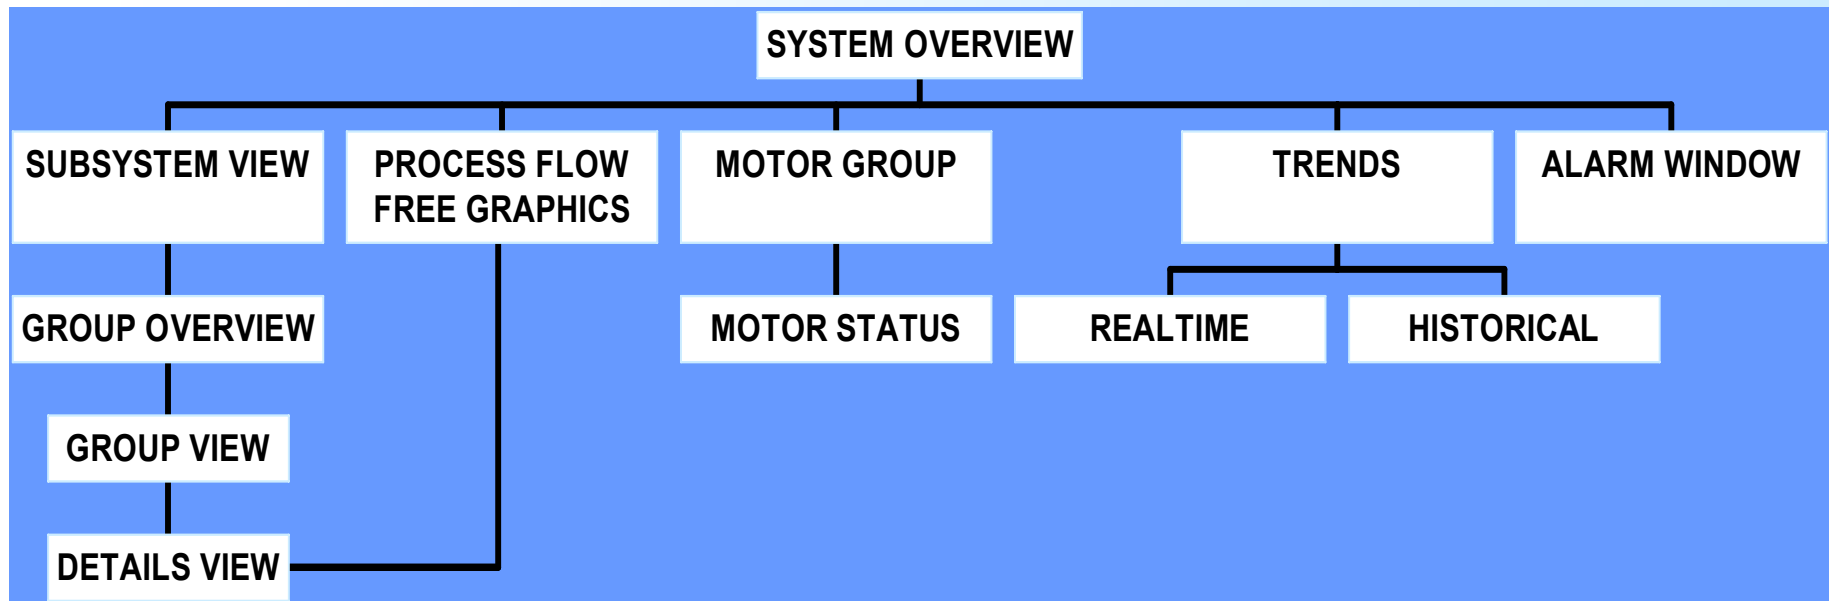 SYSTEM OVERVIEW
SUBSYSTEM VIEW
PROCESS FLOW
FREE GRAPHICS
MOTOR GROUP
TRENDS
ALARM WINDOW
GROUP OVERVIEW
MOTOR STATUS
REALTIME
HISTORICAL
GROUP VIEW
DETAILS VIEW